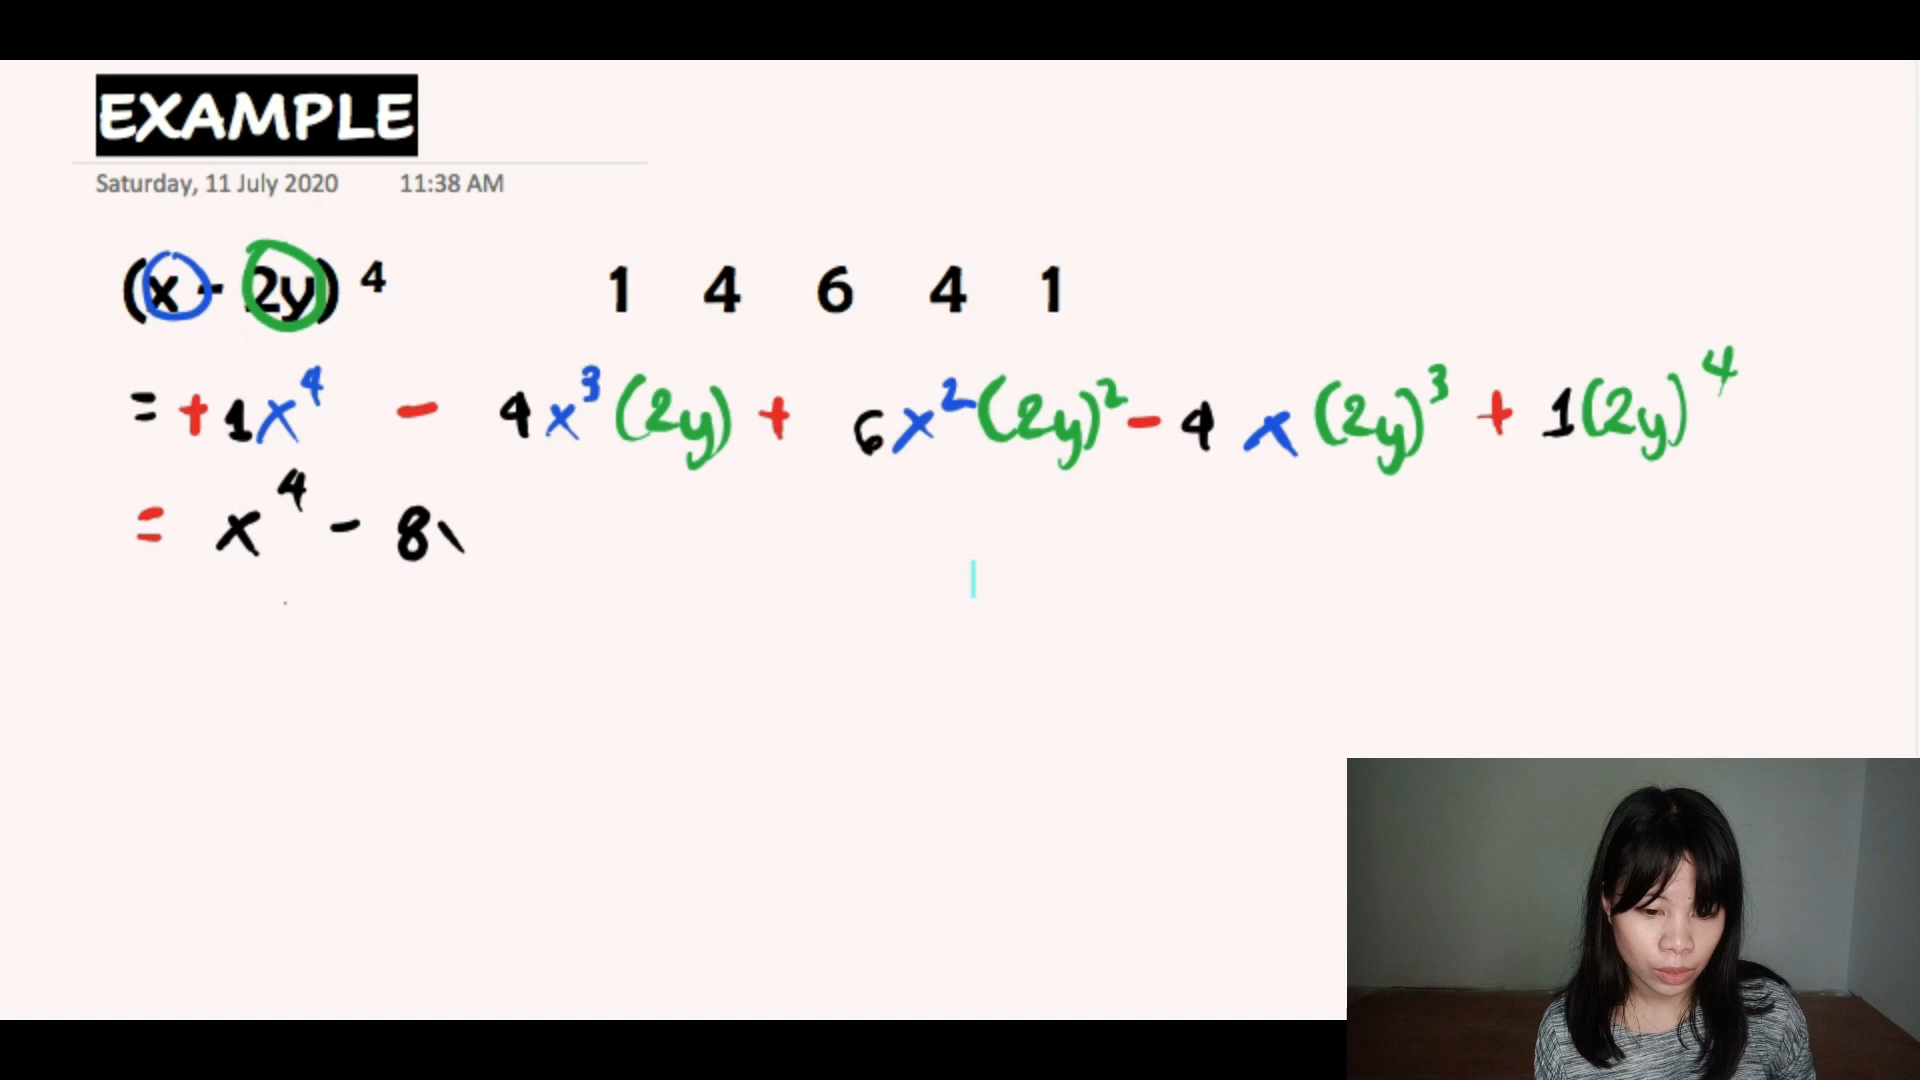 EXAMPLE
Saturday, 11 July 2020 11:38 AM
(x - 2y) ⁴ 1 4 6 4 1
= + 1x⁴ - 4x³(2y) + 6x²(2y)² - 4x(2y)³ + 1(2y)⁴
= x⁴ - 8